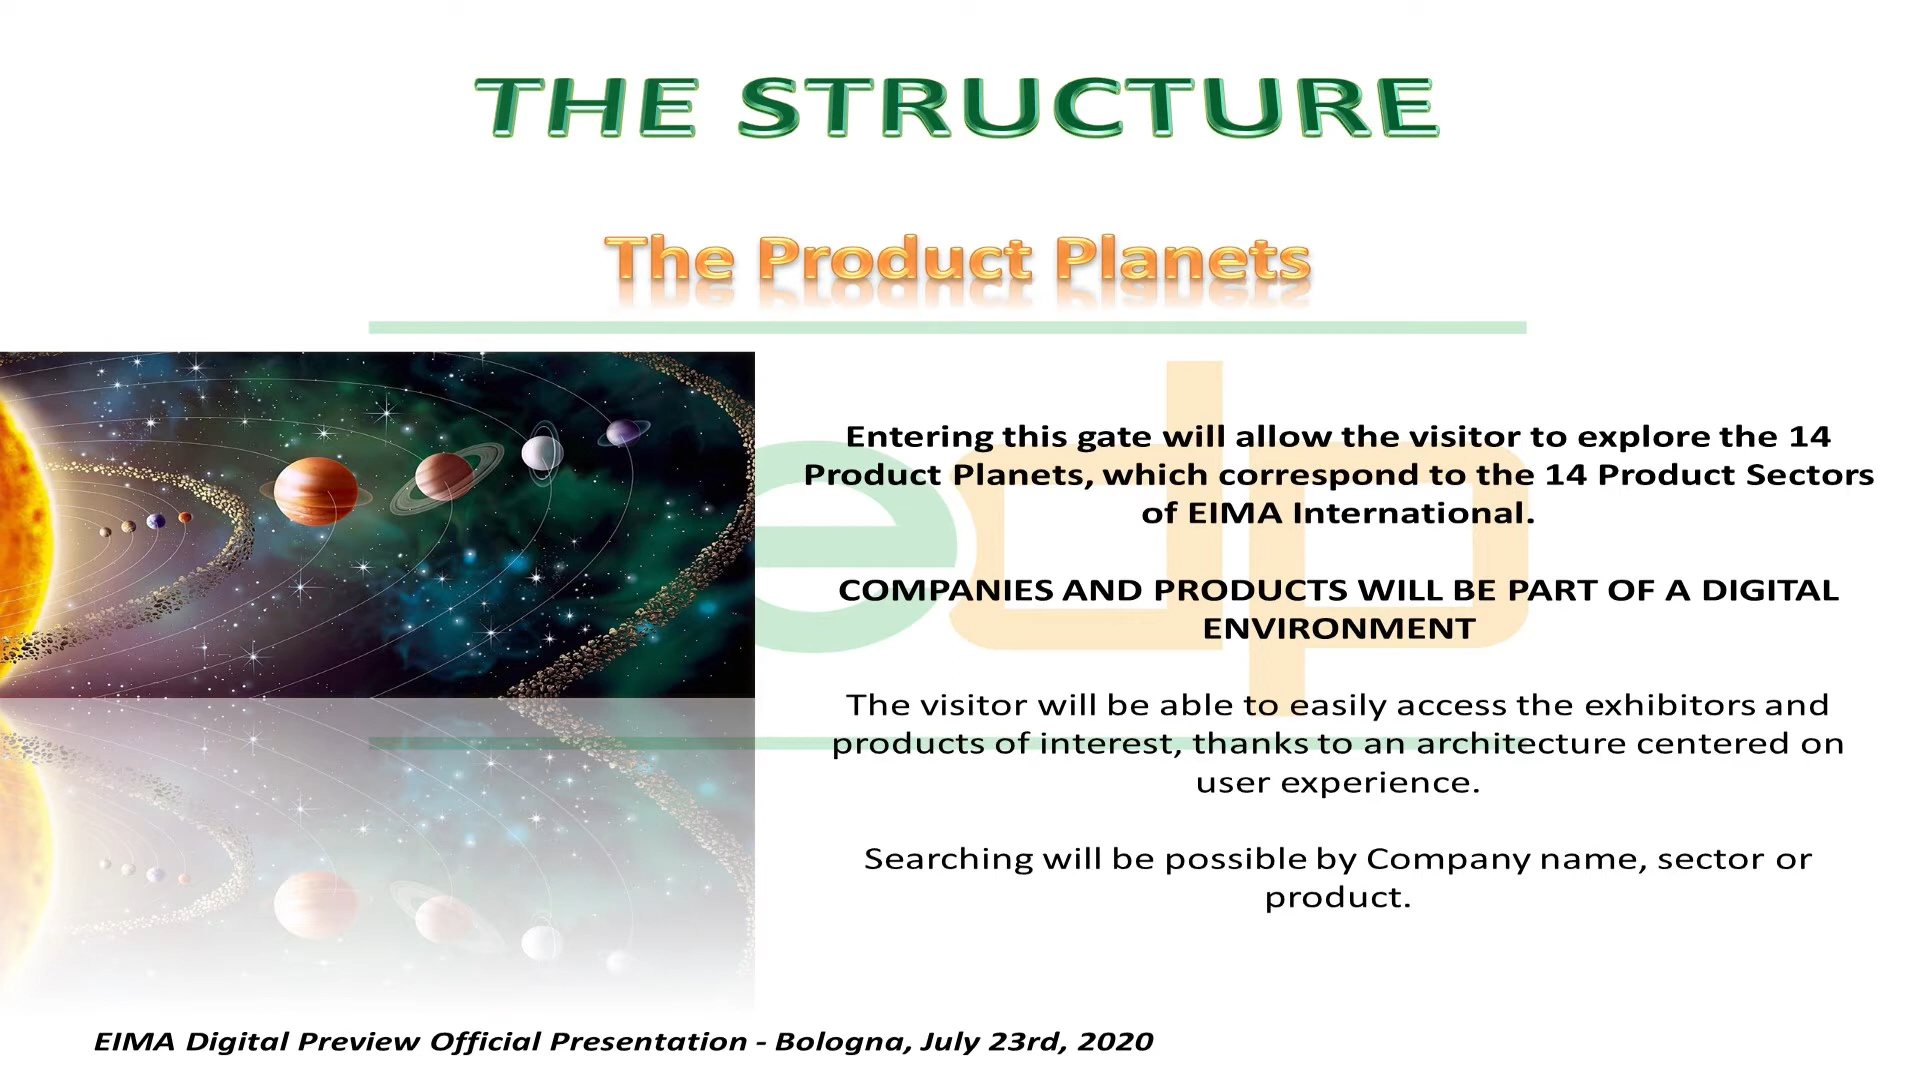 THE STRUCTURE
The Product Planets
edp
Entering this gate will allow the visitor to explore the 14
Product Planets, which correspond to the 14 Product Sectors
of EIMA International.
COMPANIES AND PRODUCTS WILL BE PART OF A DIGITAL
ENVIRONMENT
The visitor will be able to easily access the exhibitors and
products of interest, thanks to an architecture centered on
user experience.
Searching will be possible by Company name, sector or
product.
EIMA Digital Preview Official Presentation - Bologna, July 23rd, 2020